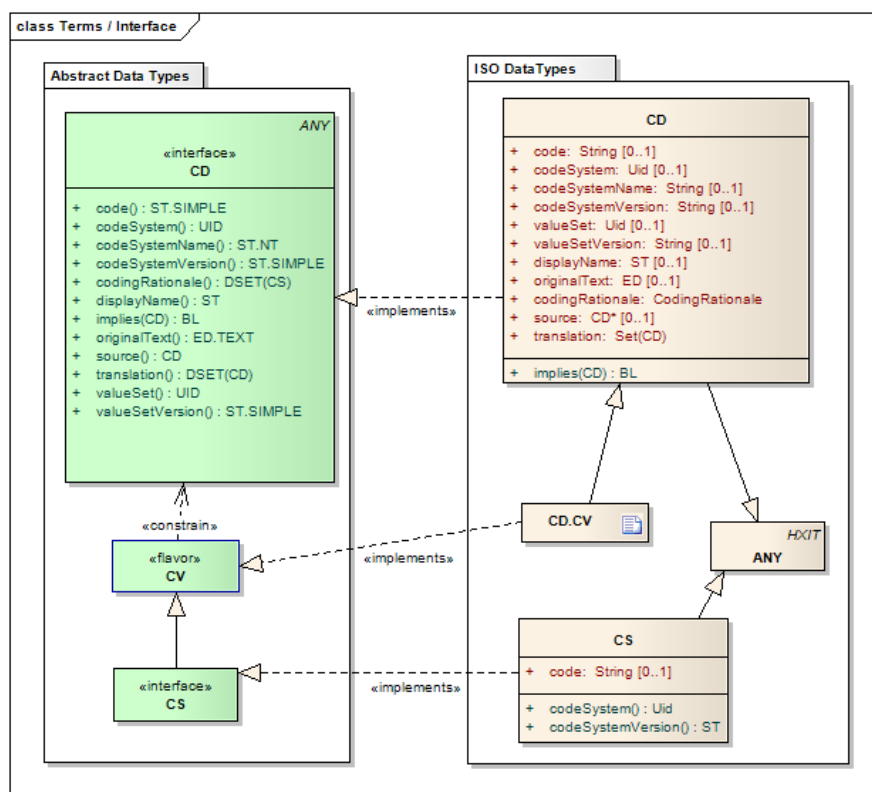 class Terms / Interface
Abstract Data Types
ANY
«interface»
CD
+ code() : ST.SIMPLE
+ codeSystem() : UID
+ codeSystemName() : ST.NT
+ codeSystemVersion() : ST.SIMPLE
+ codingRationale() : DSET(CS)
+ displayName() : ST
+ implies(CD) : BL
+ originalText() : ED.TEXT
+ source() : CD
+ translation() : DSET(CD)
+ valueSet() : UID
+ valueSetVersion() : ST.SIMPLE
«constrain»
«flavor»
CV
«interface»
CS
«implements»
«implements»
«implements»
ISO DataTypes
CD
+ code: String [0..1]
+ codeSystem: Uid [0..1]
+ codeSystemName: String [0..1]
+ codeSystemVersion: String [0..1]
+ valueSet: Uid [0..1]
+ valueSetVersion: String [0..1]
+ displayName: ST [0..1]
+ originalText: ED [0..1]
+ codingRationale: CodingRationale
+ source: CD* [0..1]
+ translation: Set(CD)
+ implies(CD) : BL
CD.CV
HXIT
ANY
CS
+ code: String [0..1]
+ codeSystem() : Uid
+ codeSystemVersion() : ST